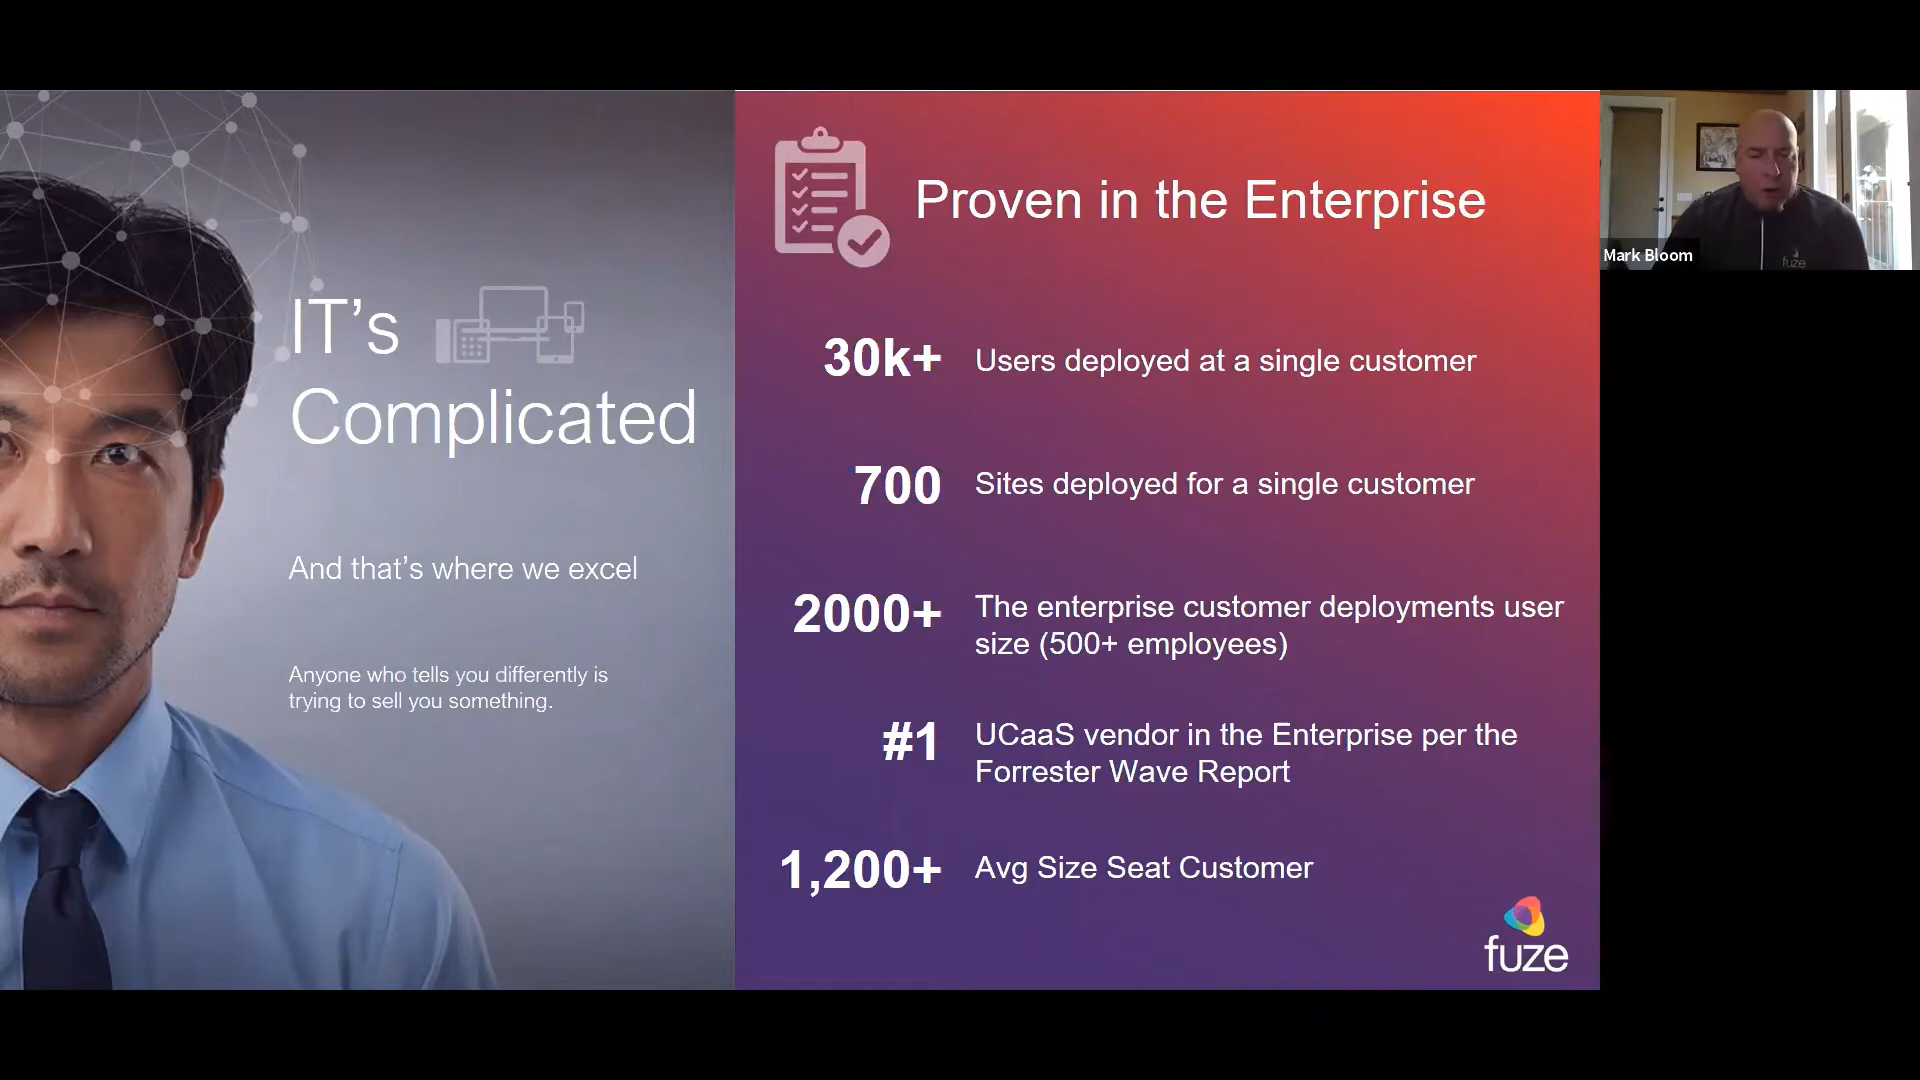 IT's
Complicated
And that's where we excel
Anyone who tells you differently is
trying to sell you something.
Proven in the Enterprise
30k+ Users deployed at a single customer
700 Sites deployed for a single customer
2000+ The enterprise customer deployments user
size (500+ employees)
#1 UCaaS vendor in the Enterprise per the
Forrester Wave Report
1,200+ Avg Size Seat Customer
fuze
Mark Bloom
fuze